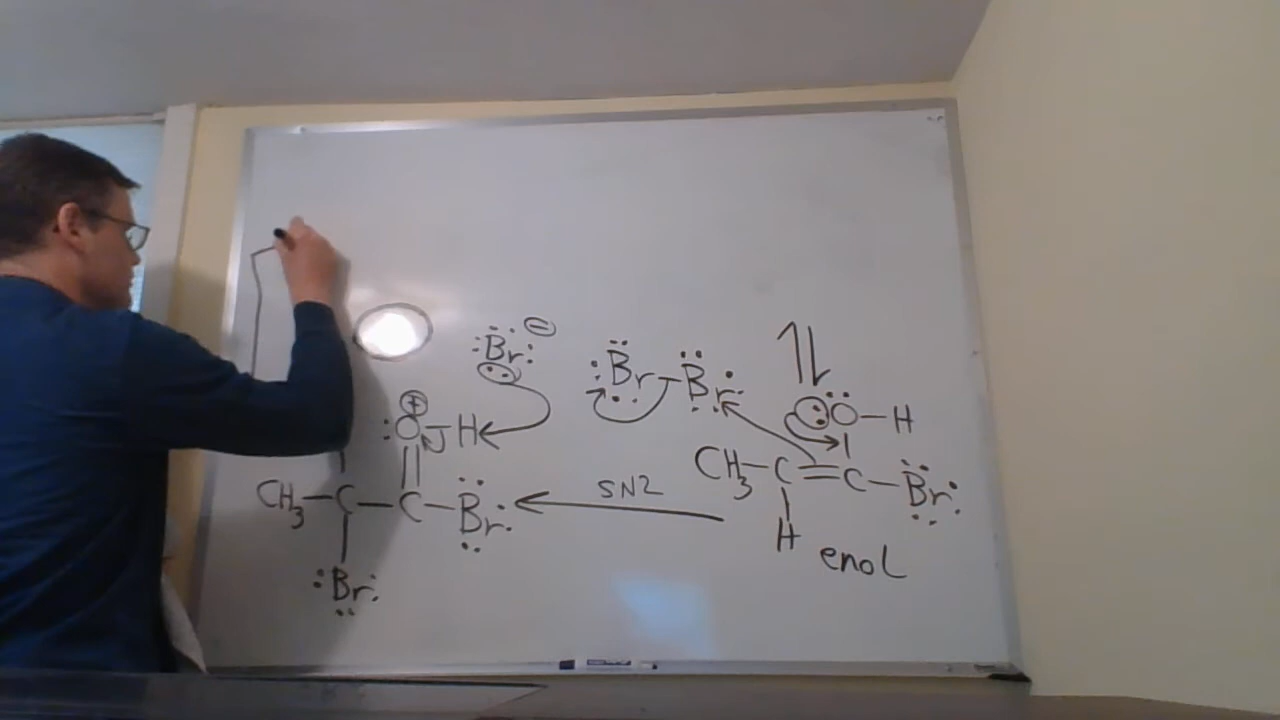 :Br: ⊖
:Br–Br:
⊕
:O–H
:O–H
CH3–C=C–Br:
H
enol
SN2
CH3–C–C–Br:
:Br: